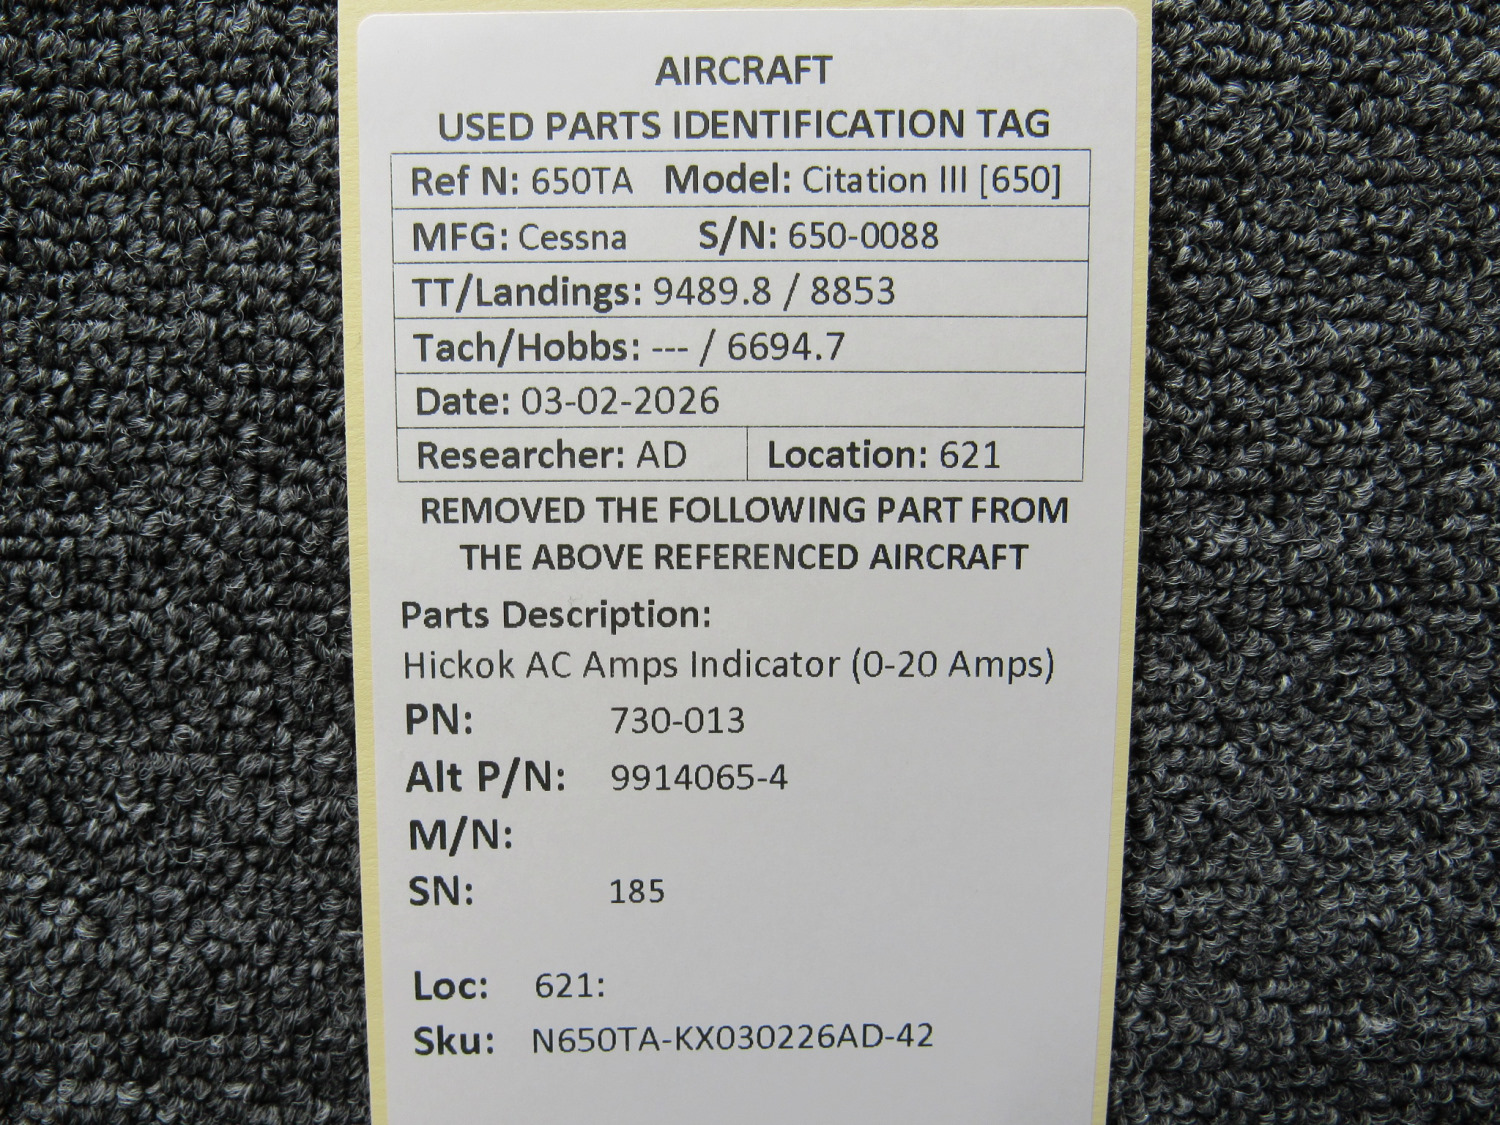 AIRCRAFT
USED PARTS IDENTIFICATION TAG
Ref N: 650TA Model: Citation III [650]
MFG: Cessna S/N: 650-0088
TT/Landings: 9489.8 / 8853
Tach/Hobbs: --- / 6694.7
Date: 03-02-2026
Researcher: AD Location: 621
REMOVED THE FOLLOWING PART FROM
THE ABOVE REFERENCED AIRCRAFT
Parts Description:
Hickok AC Amps Indicator (0-20 Amps)
PN: 730-013
Alt P/N: 9914065-4
M/N:
SN: 185
Loc: 621:
Sku: N650TA-KX030226AD-42